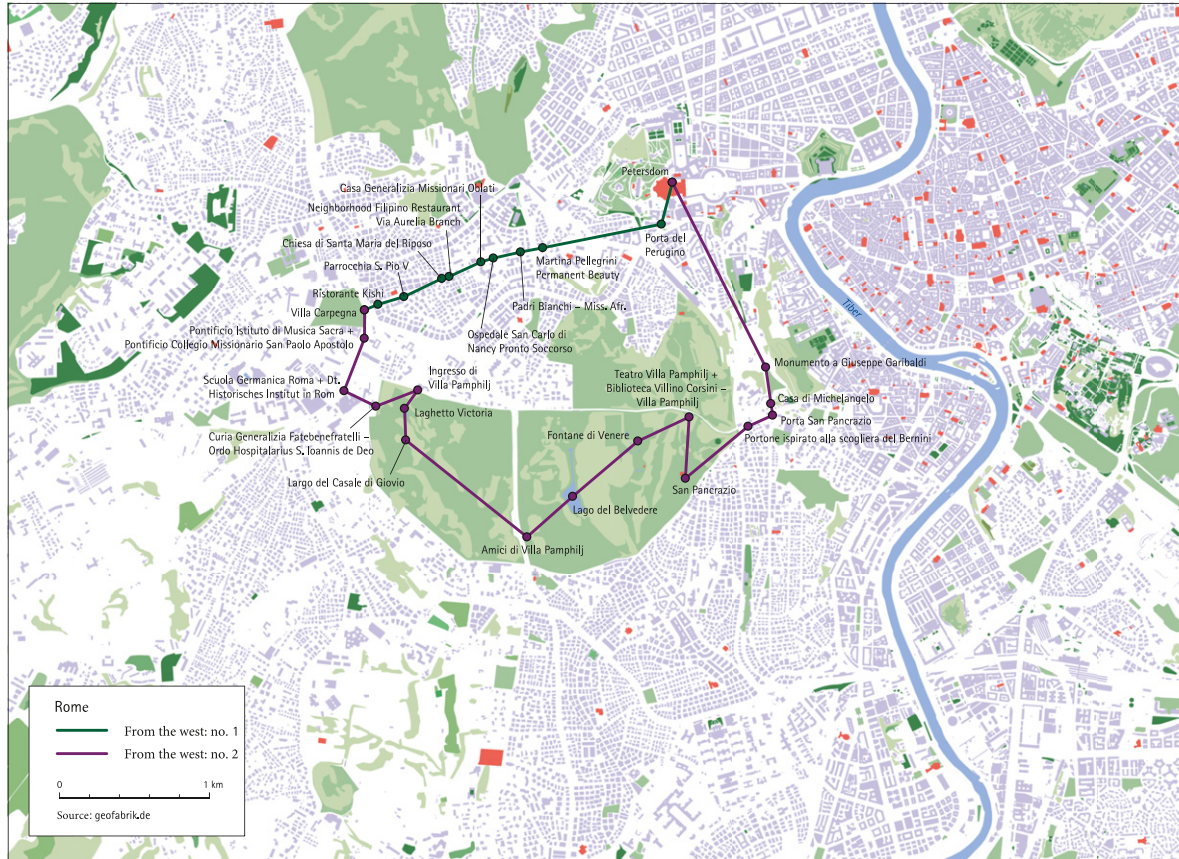 Petersdom
Casa Generalizia Missionari Oblati
Neighborhood Filipino Restaurant
Via Aurelia Branch
Chiesa di Santa Maria del Riposo
Parrocchia S. Pio V
Ristorante Kishi
Villa Carpegna
Porta del
Perugino
Martina Pellegrini
Permanent Beauty
Padri Bianchi – Miss. Afr.
Ospedale San Carlo di
Nancy Pronto Soccorso
Tiber
Pontificio Istituto di Musica Sacra +
Pontificio Collegio Missionario San Paolo Apostolo
Scuola Germanica Roma + Dt.
Historisches Institut in Rom
Ingresso di
Villa Pamphilj
Laghetto Victoria
Curia Generalizia Fatebenefratelli –
Ordo Hospitalarius S. Ioannis de Deo
Largo del Casale di Giovio
Teatro Villa Pamphilj +
Biblioteca Villino Corsini –
Villa Pamphilj
Monumento a Giuseppe Garibaldi
Casa di Michelangelo
Porta San Pancrazio
Portone ispirato alla scogliera del Bernini
Fontane di Venere
San Pancrazio
Lago del Belvedere
Amici di Villa Pamphilj
Rome
From the west: no. 1
From the west: no. 2
0 1 km
Source: geofabrik.de